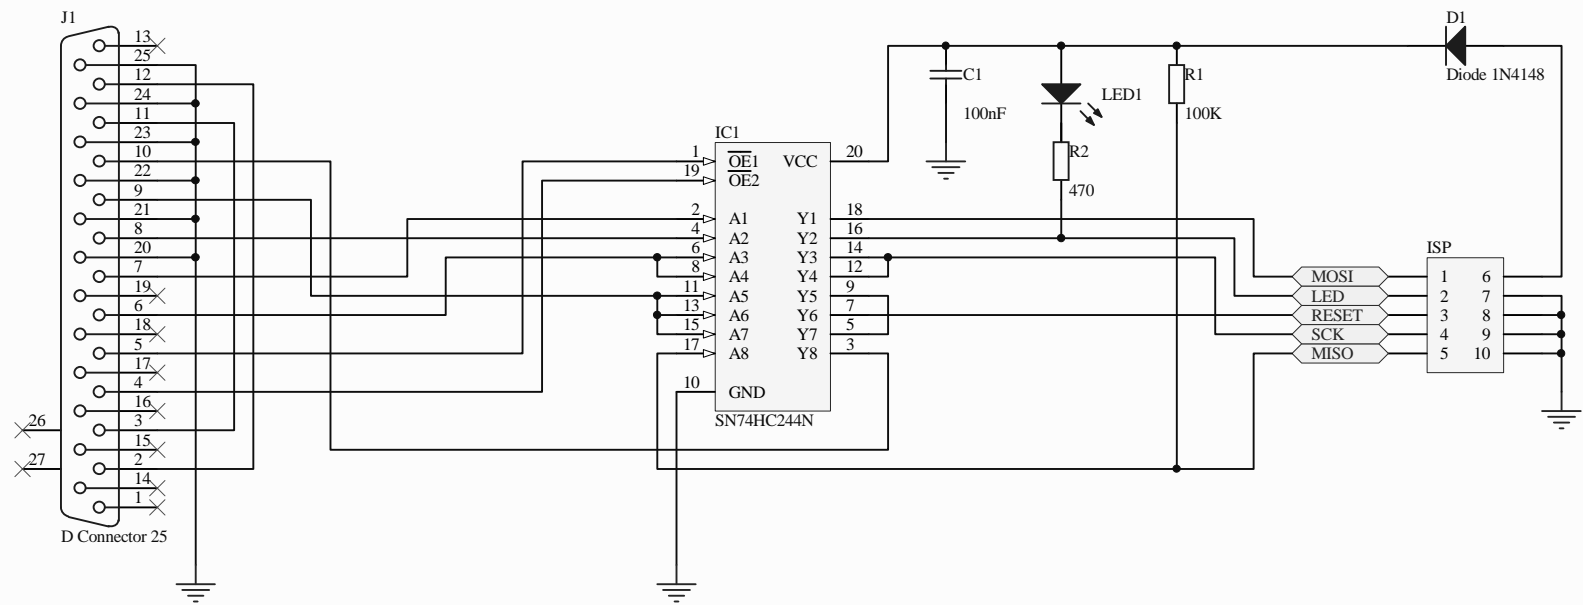 J1
13
25
12
24
11
23
10
22
9
21
8
20
7
19
6
18
5
17
4
16
3
15
2
14
1
26
27
D Connector 25
IC1
1 OE1 VCC 20
19 OE2
2 A1 Y1 18
4 A2 Y2 16
6 A3 Y3 14
8 A4 Y4 12
11 A5 Y5 9
13 A6 Y6 7
15 A7 Y7 5
17 A8 Y8 3
10 GND
SN74HC244N
C1
100nF
LED1
R2
470
R1
100K
D1
Diode 1N4148
ISP
MOSI 1 6
LED 2 7
RESET 3 8
SCK 4 9
MISO 5 10